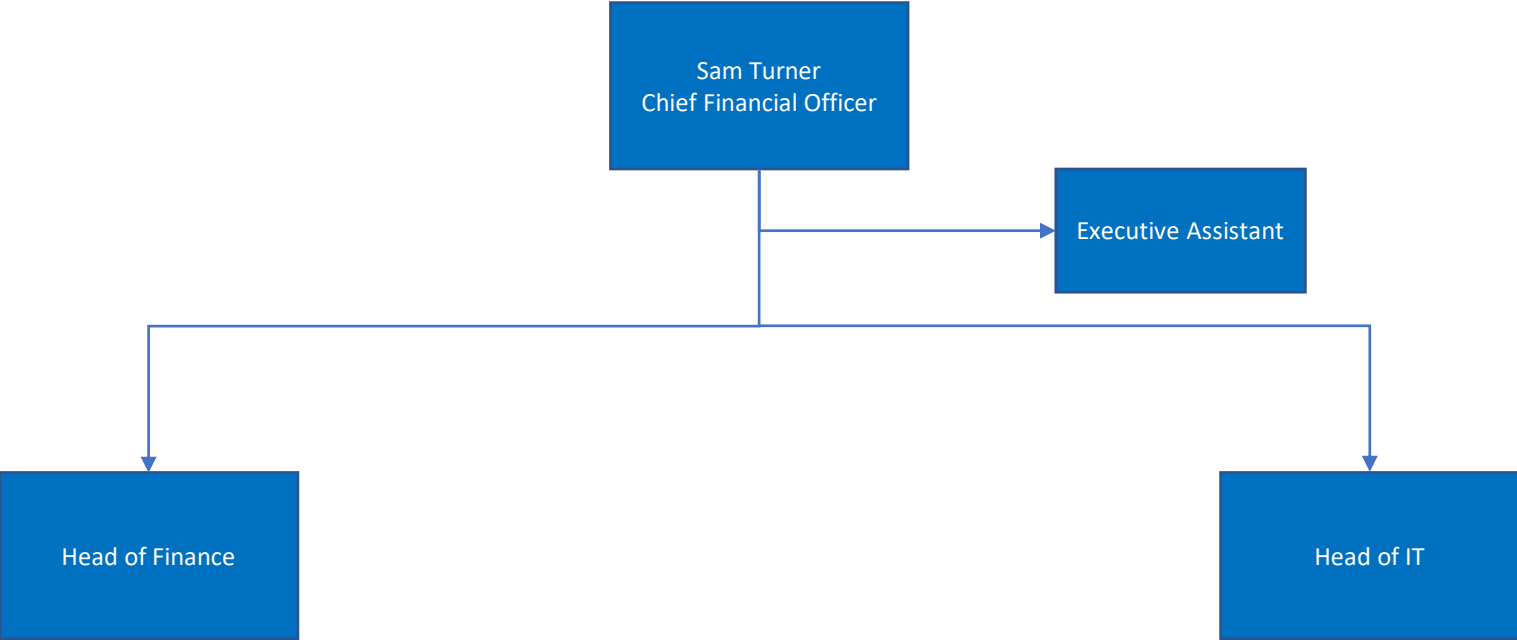 Sam Turner
Chief Financial Officer
Executive Assistant
Head of Finance
Head of IT